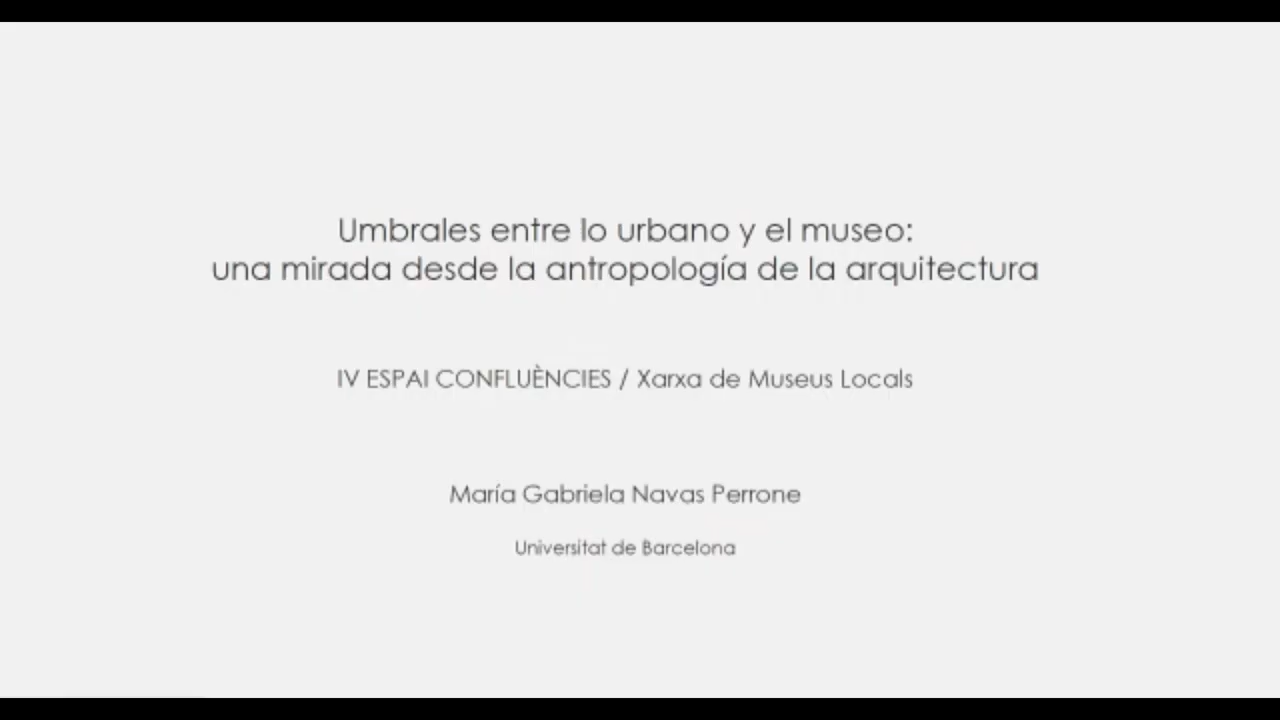 Umbrales entre lo urbano y el museo:
una mirada desde la antropología de la arquitectura
IV ESPAI CONFLUÈNCIES / Xarxa de Museus Locals
María Gabriela Navas Perrone
Universitat de Barcelona